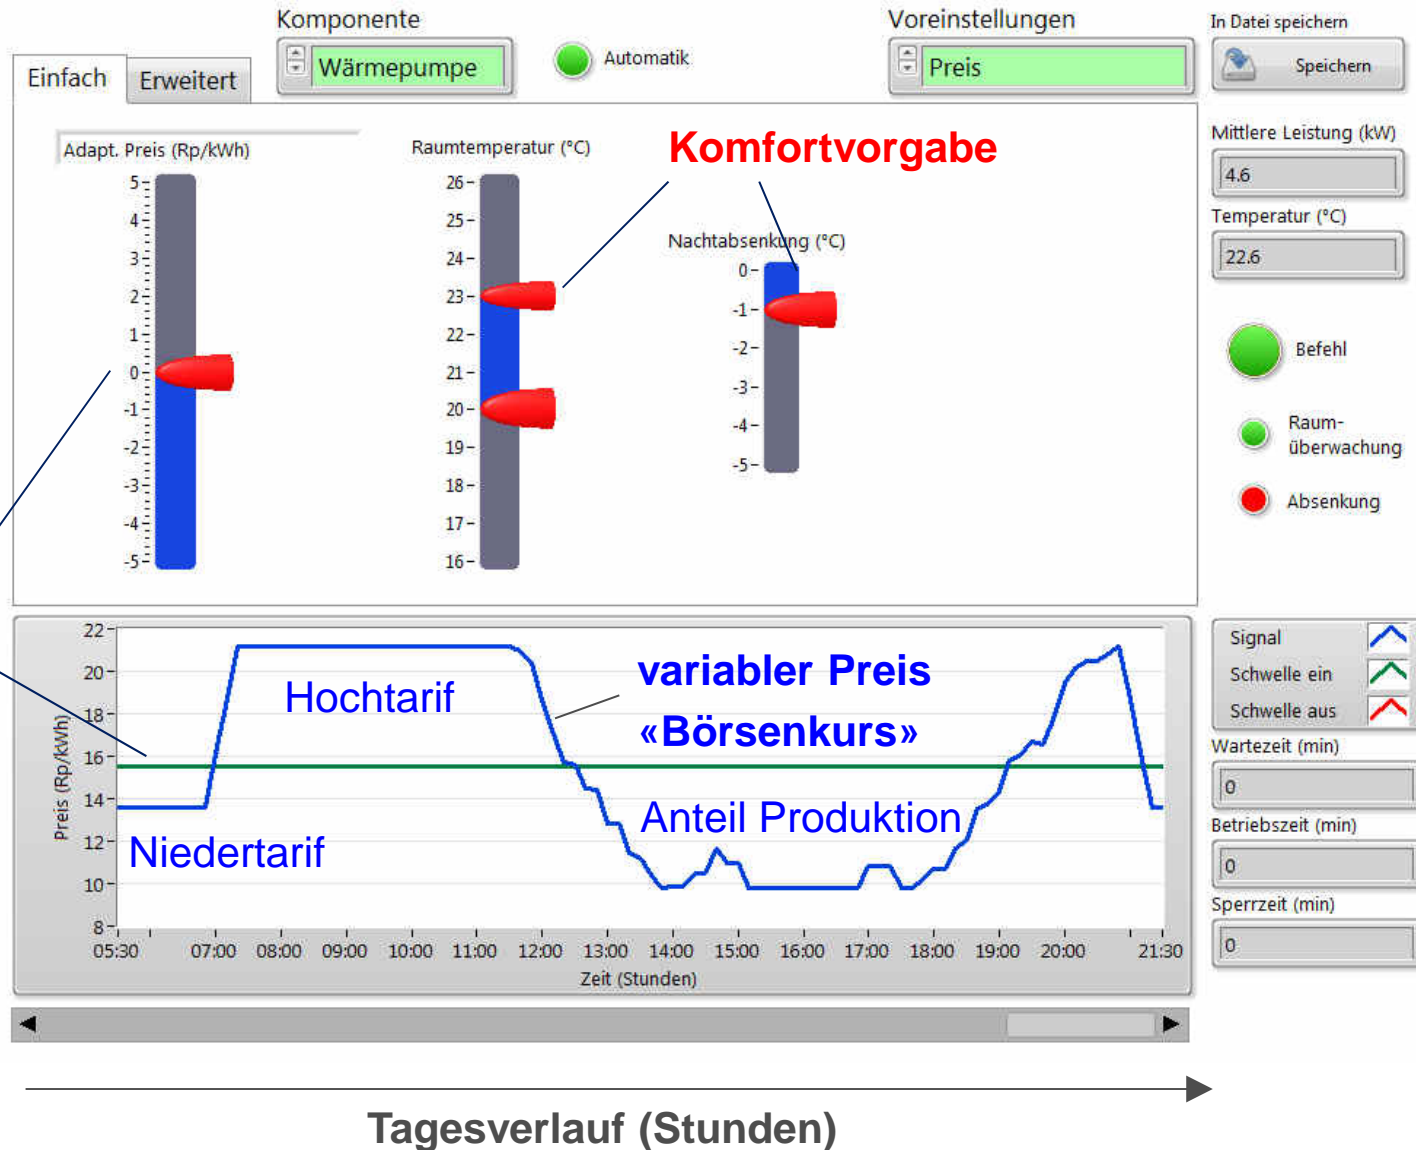 Komponente
Voreinstellungen
In Datei speichern
Einfach
Erweitert
Wärmepumpe
Automatik
Preis
Speichern
Adapt. Preis (Rp/kWh)
5
4
3
2
1
0
-1
-2
-3
-4
-5
Raumtemperatur (°C)
26
25
24
23
22
21
20
19
18
17
16
Komfortvorgabe
Nachtabsenkung (°C)
0
-1
-2
-3
-4
-5
Mittlere Leistung (kW)
4.6
Temperatur (°C)
22.6
Befehl
Raum-
überwachung
Absenkung
Preis (Rp/kWh)
22
20
18
16
14
12
10
8
Hochtarif
variabler Preis
«Börsenkurs»
Niedertarif
Anteil Produktion
05:30 07:00 08:00 09:00 10:00 11:00 12:00 13:00 14:00 15:00 16:00 17:00 18:00 19:00 20:00 21:30
Zeit (Stunden)
Signal
Schwelle ein
Schwelle aus
Wartezeit (min)
0
Betriebszeit (min)
0
Sperrzeit (min)
0
Tagesverlauf (Stunden)